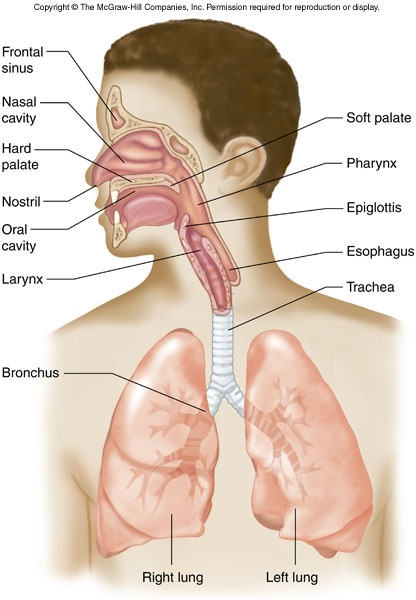 Copyright © The McGraw-Hill Companies, Inc. Permission required for reproduction or display.
Frontal
sinus
Nasal
cavity
Hard
palate
Nostril
Oral
cavity
Larynx
Soft palate
Pharynx
Epiglottis
Esophagus
Trachea
Bronchus
Right lung
Left lung